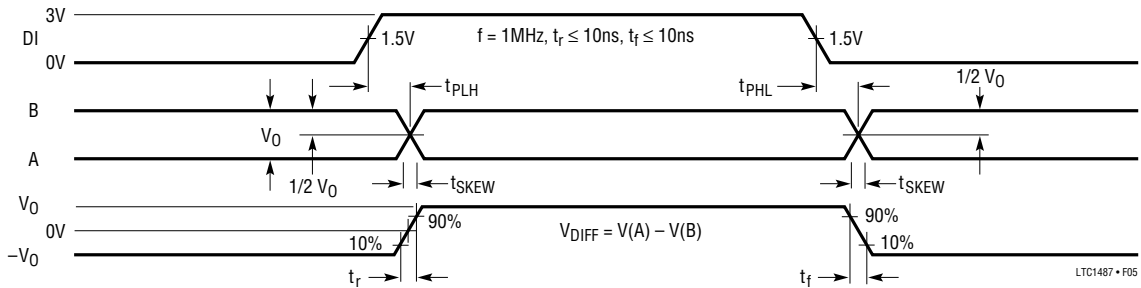 3V
DI
0V
1.5V
f = 1MHz, tr ≤ 10ns, tf ≤ 10ns
1.5V
tPLH
tPHL
1/2 VO
B
VO
A
1/2 VO
tSKEW
tSKEW
VO
0V
–VO
10%
90%
VDIFF = V(A) – V(B)
90%
10%
tr
tf
LTC1487 • F05